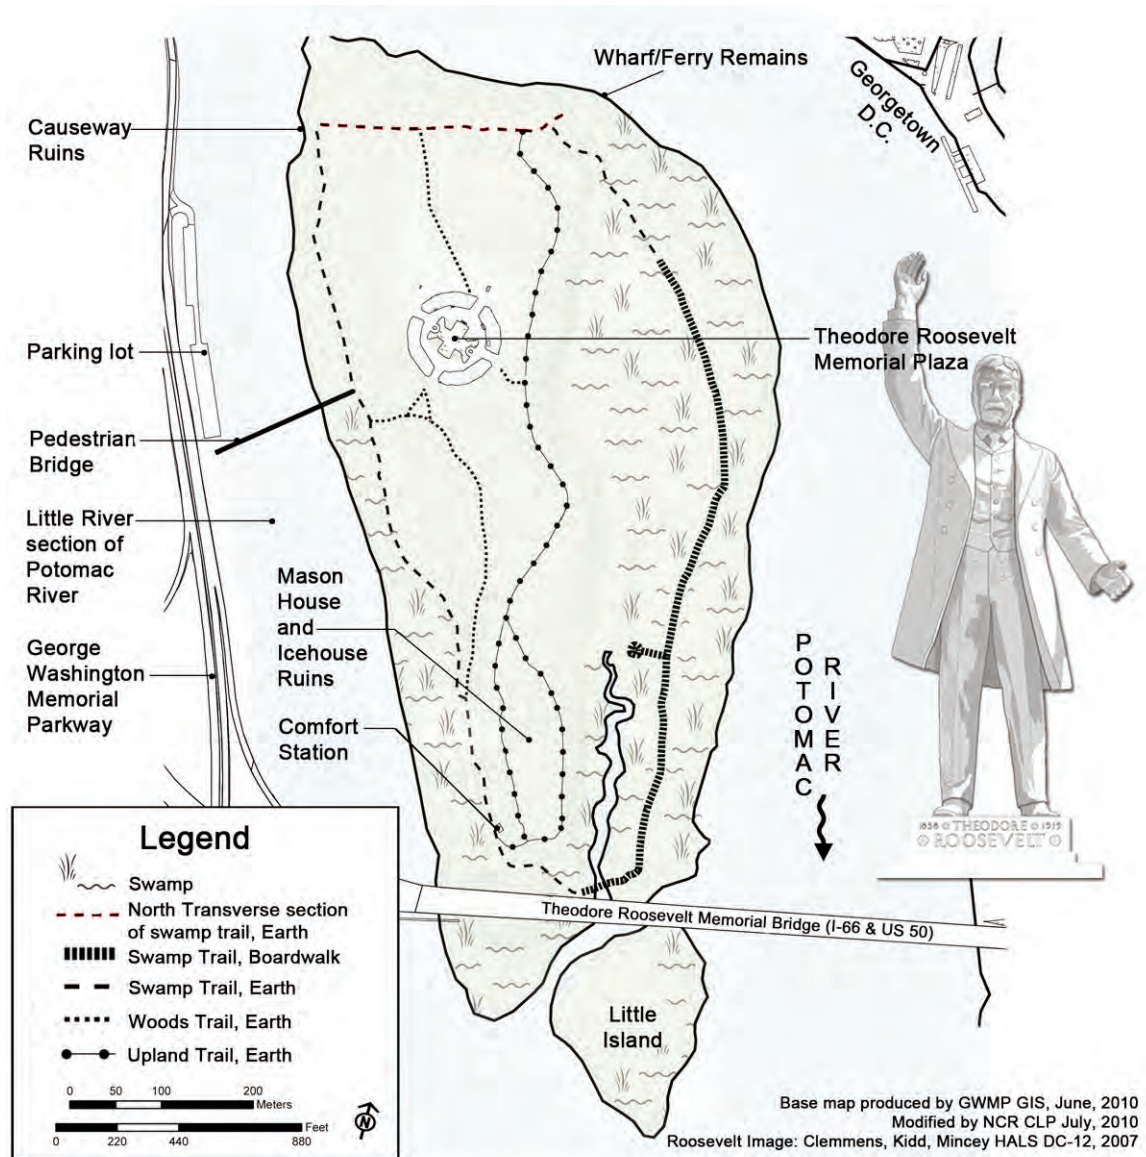 Wharf/Ferry Remains
Georgetown
D.C.
Causeway
Ruins
Parking lot
Theodore Roosevelt
Memorial Plaza
Pedestrian
Bridge
Little River
section of
Potomac
River
Mason
House
and
Icehouse
Ruins
George
Washington
Memorial
Parkway
Comfort
Station
POTOMAC
RIVER
1858 THEODORE 1919
ROOSEVELT
Theodore Roosevelt Memorial Bridge (I-66 & US 50)
Little
Island
Legend
Swamp
North Transverse section
of swamp trail, Earth
Swamp Trail, Boardwalk
Swamp Trail, Earth
Woods Trail, Earth
Upland Trail, Earth
0 50 100 200
Meters
Feet
0 220 440 880
N
Base map produced by GWMP GIS, June, 2010
Modified by NCR CLP July, 2010
Roosevelt Image: Clemmens, Kidd, Mincey HALS DC-12, 2007